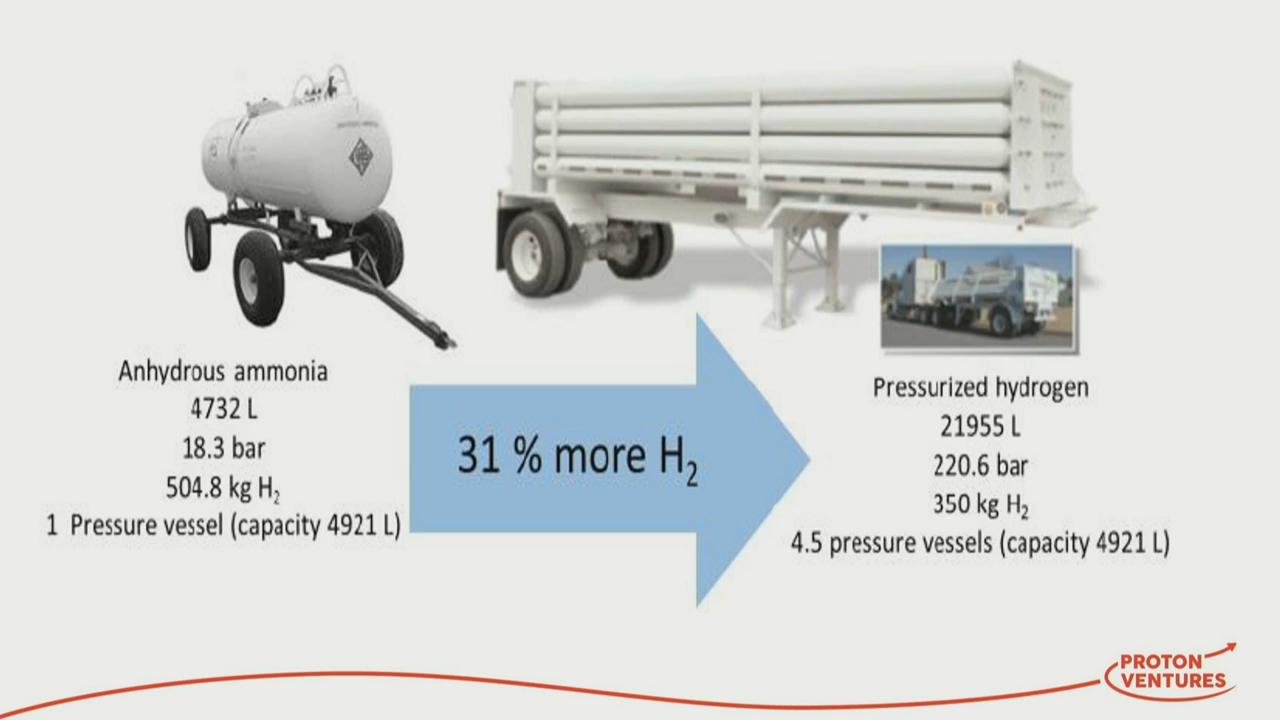 Anhydrous ammonia
4732 L
18.3 bar
504.8 kg H₂
1 Pressure vessel (capacity 4921 L)
31 % more H₂
Pressurized hydrogen
21955 L
220.6 bar
350 kg H₂
4.5 pressure vessels (capacity 4921 L)
PROTON
VENTURES